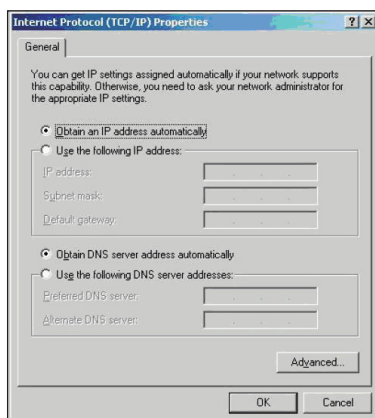 Internet Protocol (TCP/IP) Properties
General
You can get IP settings assigned automatically if your network supports
this capability. Otherwise, you need to ask your network administrator for
the appropriate IP settings.
Obtain an IP address automatically
Use the following IP address:
IP address:
Subnet mask:
Default gateway:
Obtain DNS server address automatically
Use the following DNS server addresses:
Preferred DNS server:
Alternate DNS server:
Advanced...
OK Cancel